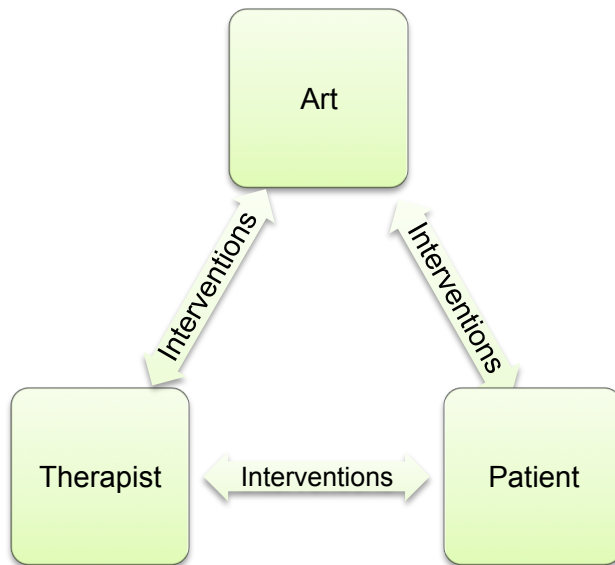 Art
Interventions
Interventions
Therapist
Interventions
Patient